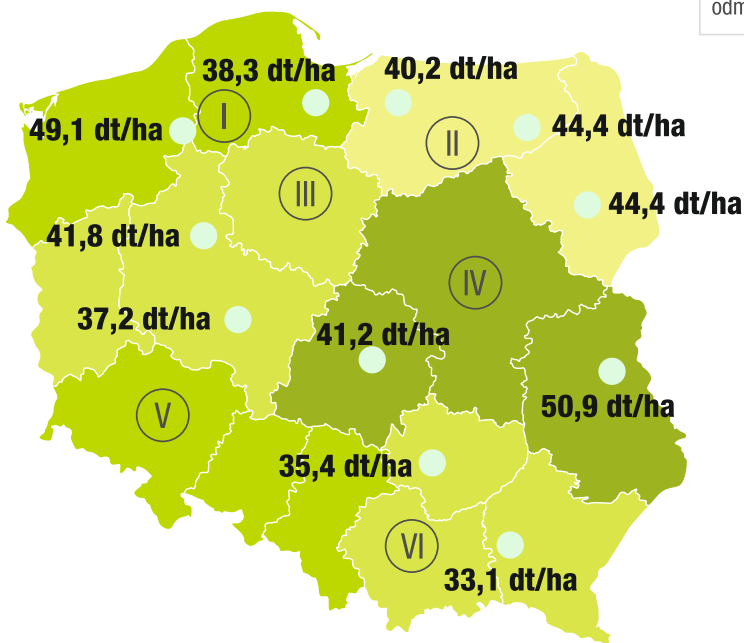 odm
38,3 dt/ha
40,2 dt/ha
I
49,1 dt/ha
44,4 dt/ha
II
III
44,4 dt/ha
41,8 dt/ha
IV
37,2 dt/ha
41,2 dt/ha
50,9 dt/ha
V
35,4 dt/ha
VI
33,1 dt/ha